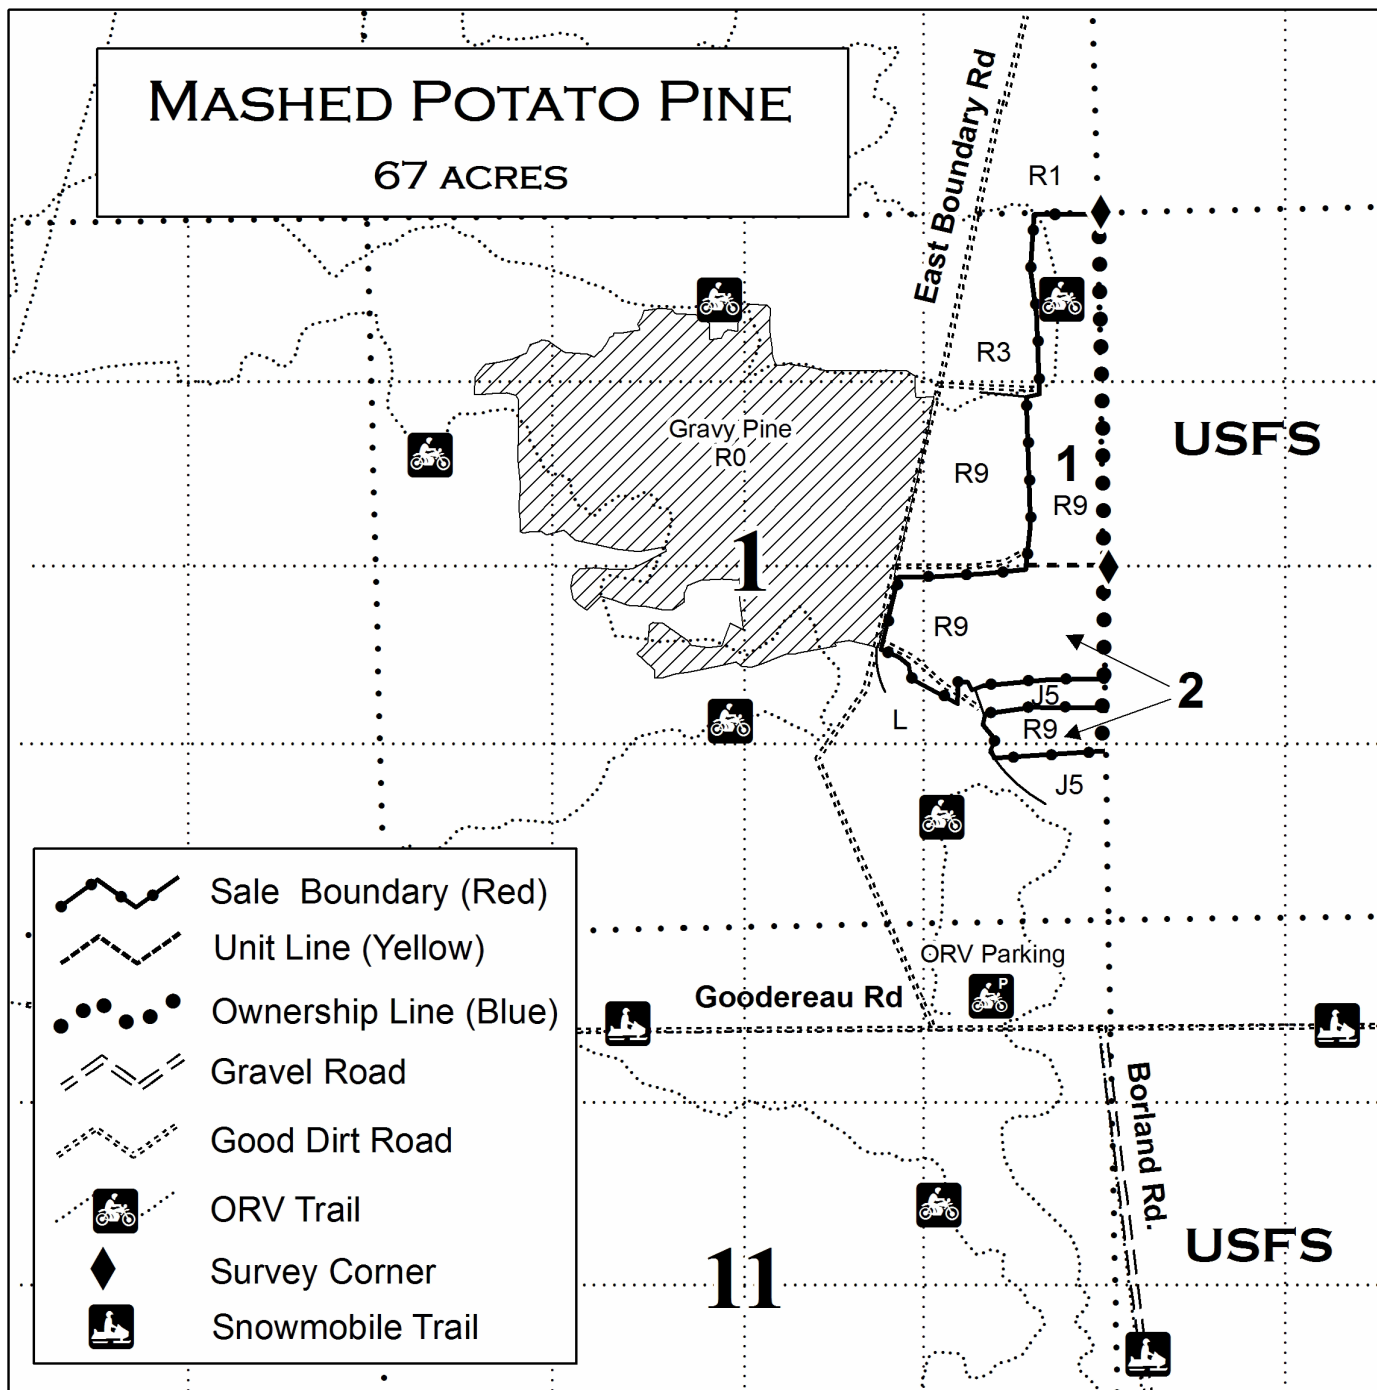 MASHED POTATO PINE
67 ACRES
East Boundary Rd
R1
R3
USFS
Gravy Pine
R0
R9
1
R9
1
R9
2
J5
L
R9
J5
Sale Boundary (Red)
Unit Line (Yellow)
Ownership Line (Blue)
Gravel Road
Good Dirt Road
ORV Trail
Survey Corner
Snowmobile Trail
ORV Parking
P
Goodereau Rd
Borland Rd.
USFS
11